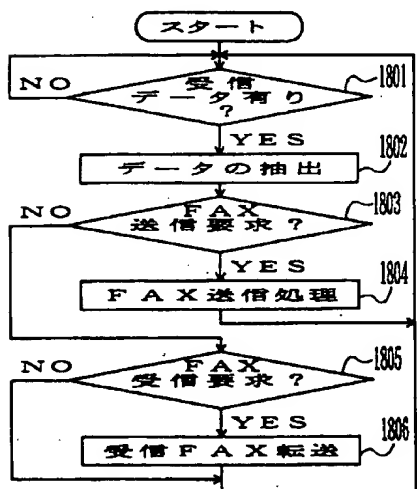 スタート
NO
受信
データ有り
?
1801
YES
データの抽出
1802
NO
FAX
送信要求?
1803
YES
FAX送信処理
1804
NO
FAX
受信要求?
1805
YES
受信FAX転送
1806